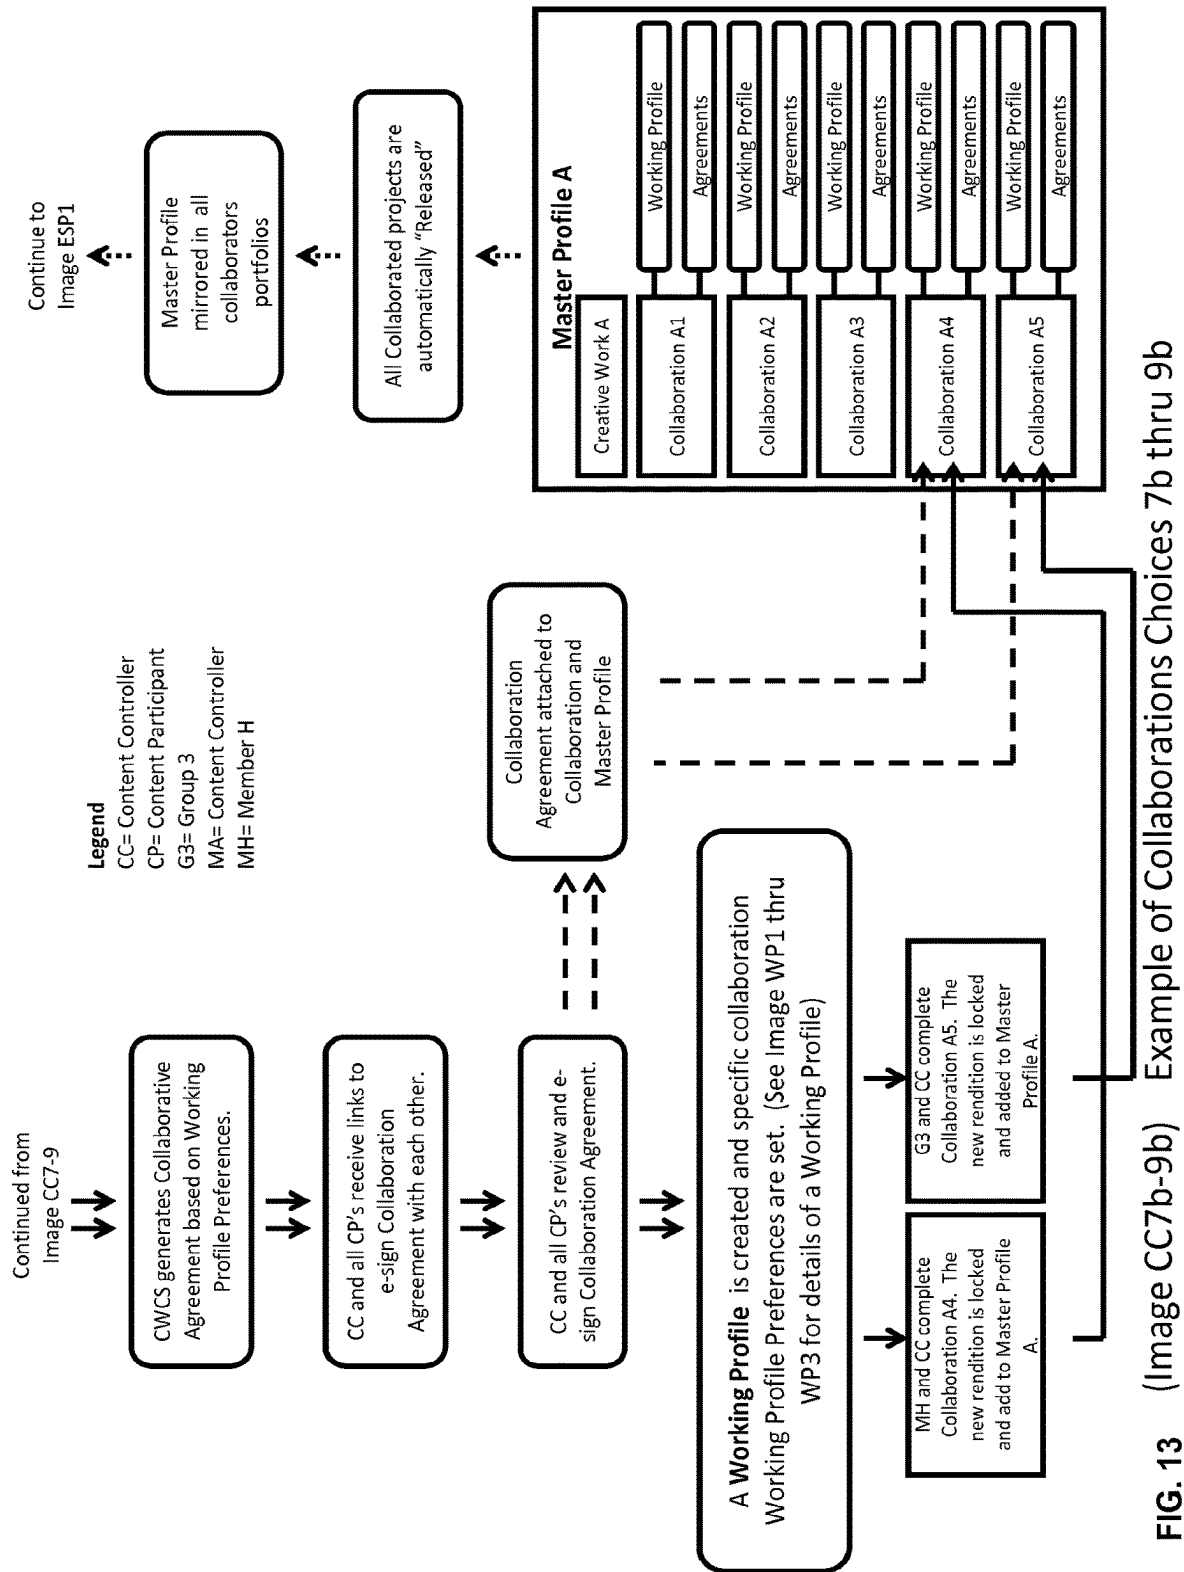 Continued from
Image CC7-9
CWCS generates Collaborative
Agreement based on Working
Profile Preferences.
CC and all CP's receive links to
e-sign Collaboration
Agreement with each other.
CC and all CP's review and e-
sign Collaboration Agreement.
A Working Profile is created and specific collaboration
Working Profile Preferences are set. (See Image WP1 thru
WP3 for details of a Working Profile)
MH and CC complete
Collaboration A4. The
new rendition is locked
and add to Master Profile
A.
G3 and CC complete
Collaboration A5. The
new rendition is locked
and added to Master
Profile A.
Legend
CC= Content Controller
CP= Content Participant
G3= Group 3
MA= Content Controller
MH= Member H
Collaboration
Agreement attached to
Collaboration and
Master Profile
Continue to
Image ESP1
Master Profile
mirrored in all
collaborators
portfolios
All Collaborated projects are
automatically “Released”
Master Profile A
Creative Work A
Collaboration A1
Working Profile
Agreements
Collaboration A2
Working Profile
Agreements
Collaboration A3
Working Profile
Agreements
Collaboration A4
Working Profile
Agreements
Collaboration A5
Working Profile
Agreements
FIG. 13 (Image CC7b-9b) Example of Collaborations Choices 7b thru 9b